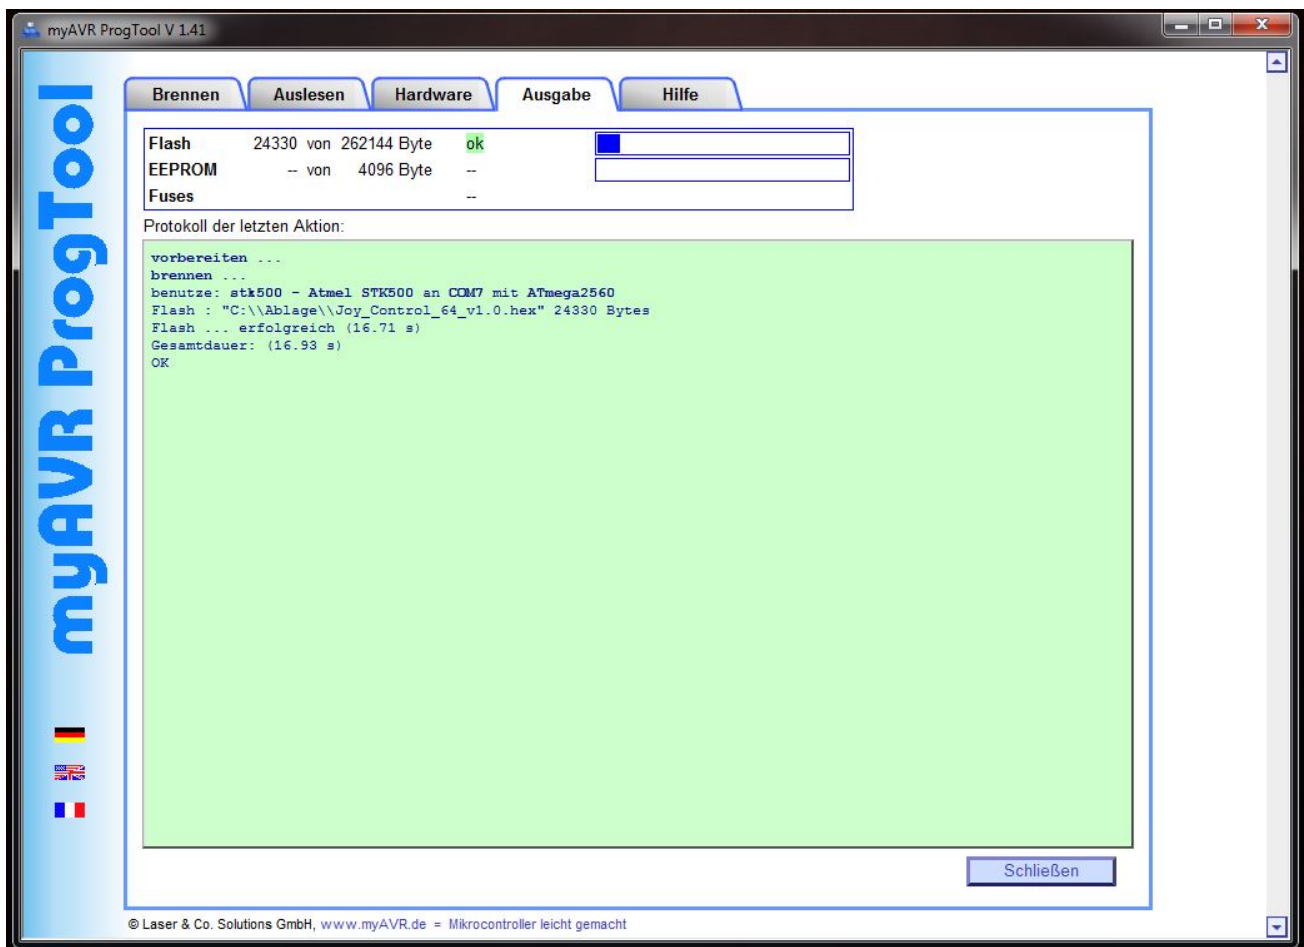 myAVR ProgTool V 1.41
myAVR ProgTool
Brennen Auslesen Hardware Ausgabe Hilfe
Flash 24330 von 262144 Byte ok
EEPROM -- von 4096 Byte --
Fuses --
Protokoll der letzten Aktion:
vorbereiten ...
brennen ...
benutze: stk500 - Atmel STK500 an COM7 mit ATmega2560
Flash : "C:\\Ablage\\Joy_Control_64_v1.0.hex" 24330 Bytes
Flash ... erfolgreich (16.71 s)
Gesamtdauer: (16.93 s)
OK
Schließen
© Laser & Co. Solutions GmbH, www.myAVR.de = Mikrocontroller leicht gemacht